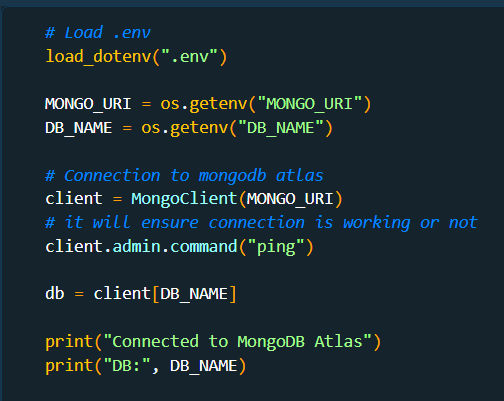 # Load .env
load_dotenv(".env")
MONGO_URI = os.getenv("MONGO_URI")
DB_NAME = os.getenv("DB_NAME")
# Connection to mongodb atlas
client = MongoClient(MONGO_URI)
# it will ensure connection is working or not
client.admin.command("ping")
db = client[DB_NAME]
print("Connected to MongoDB Atlas")
print("DB:", DB_NAME)